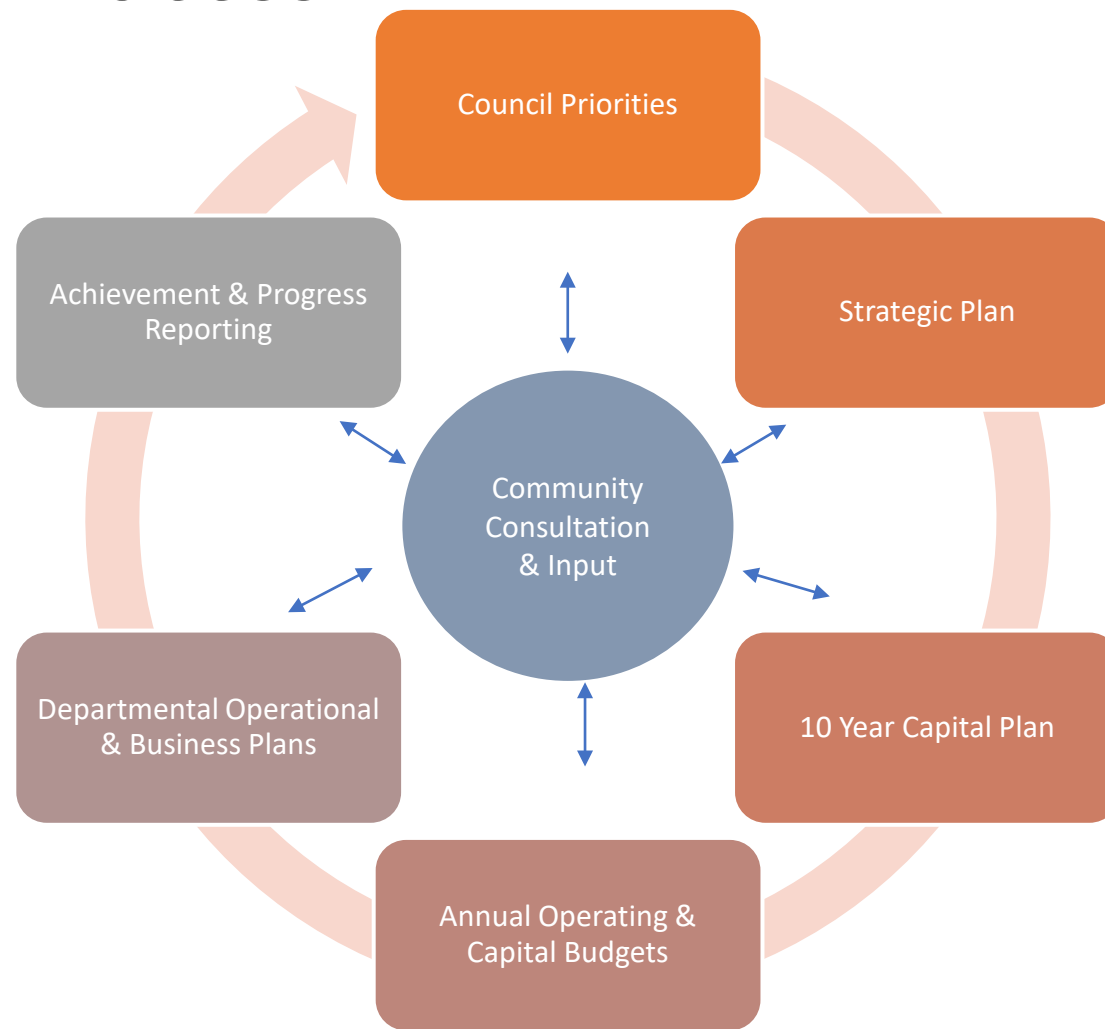 Council Priorities
Strategic Plan
10 Year Capital Plan
Annual Operating &
Capital Budgets
Departmental Operational
& Business Plans
Achievement & Progress
Reporting
Community
Consultation
& Input